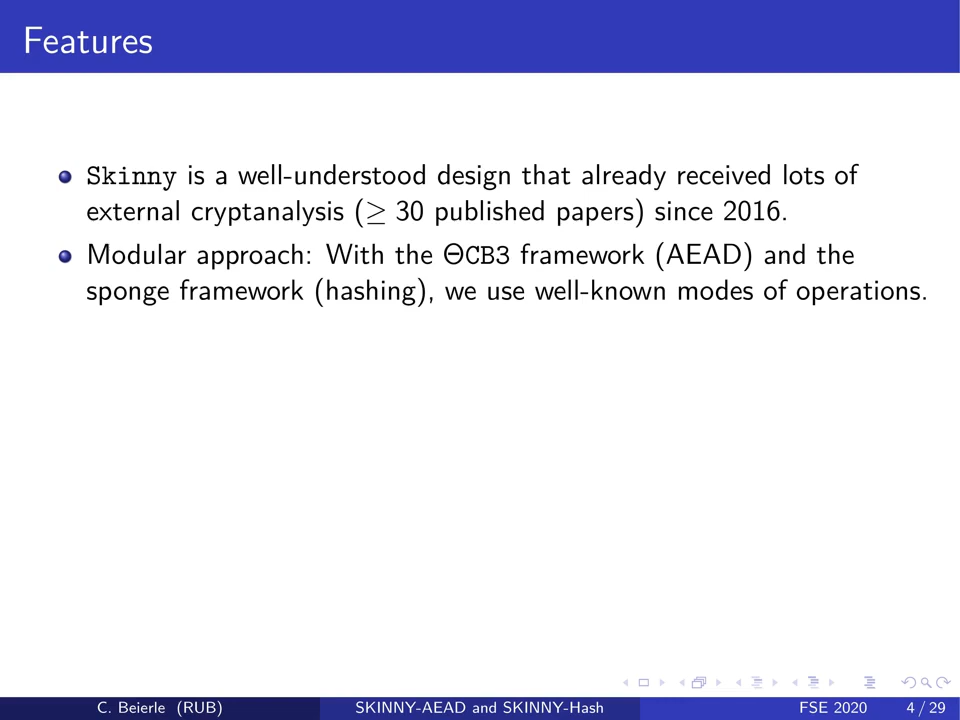 Features
Skinny is a well-understood design that already received lots of
external cryptanalysis (≥ 30 published papers) since 2016.
Modular approach: With the ΘCB3 framework (AEAD) and the
sponge framework (hashing), we use well-known modes of operations.
C. Beierle (RUB) SKINNY-AEAD and SKINNY-Hash FSE 2020 4 / 29